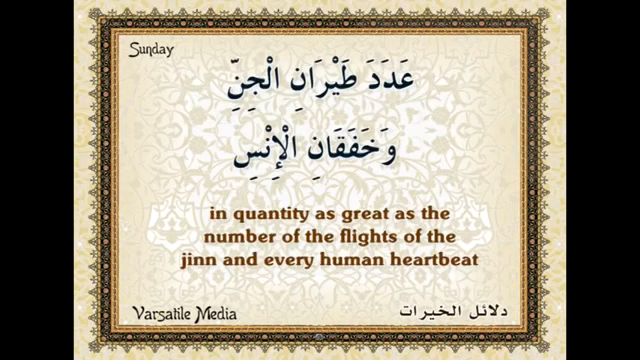 Sunday
عَدَدَ طَيْرَانِ الْجِنِّ
وَخَفَقَانِ الْإِنْسِ
in quantity as great as the
number of the flights of the
jinn and every human heartbeat
Varsatile Media
دلائل الخيرات